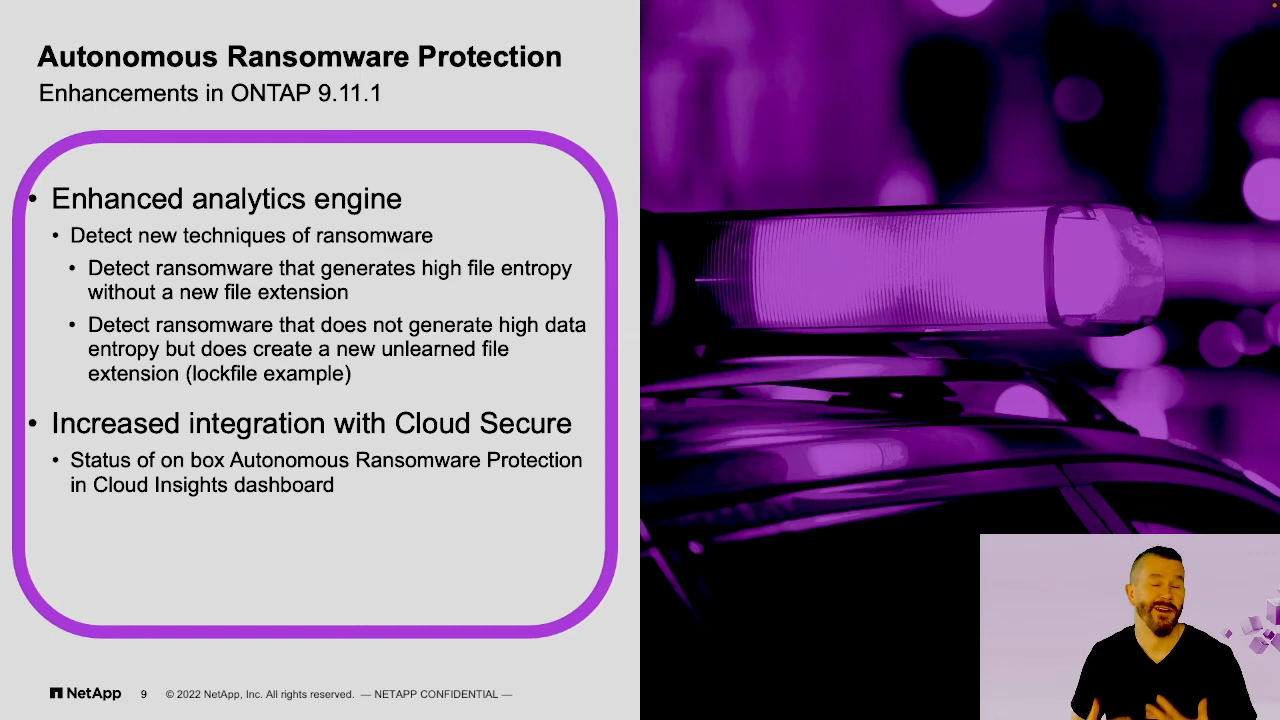 Autonomous Ransomware Protection
Enhancements in ONTAP 9.11.1
• Enhanced analytics engine
• Detect new techniques of ransomware
• Detect ransomware that generates high file entropy
without a new file extension
• Detect ransomware that does not generate high data
entropy but does create a new unlearned file
extension (lockfile example)
• Increased integration with Cloud Secure
• Status of on box Autonomous Ransomware Protection
in Cloud Insights dashboard
NetApp 9 © 2022 NetApp, Inc. All rights reserved. — NETAPP CONFIDENTIAL —